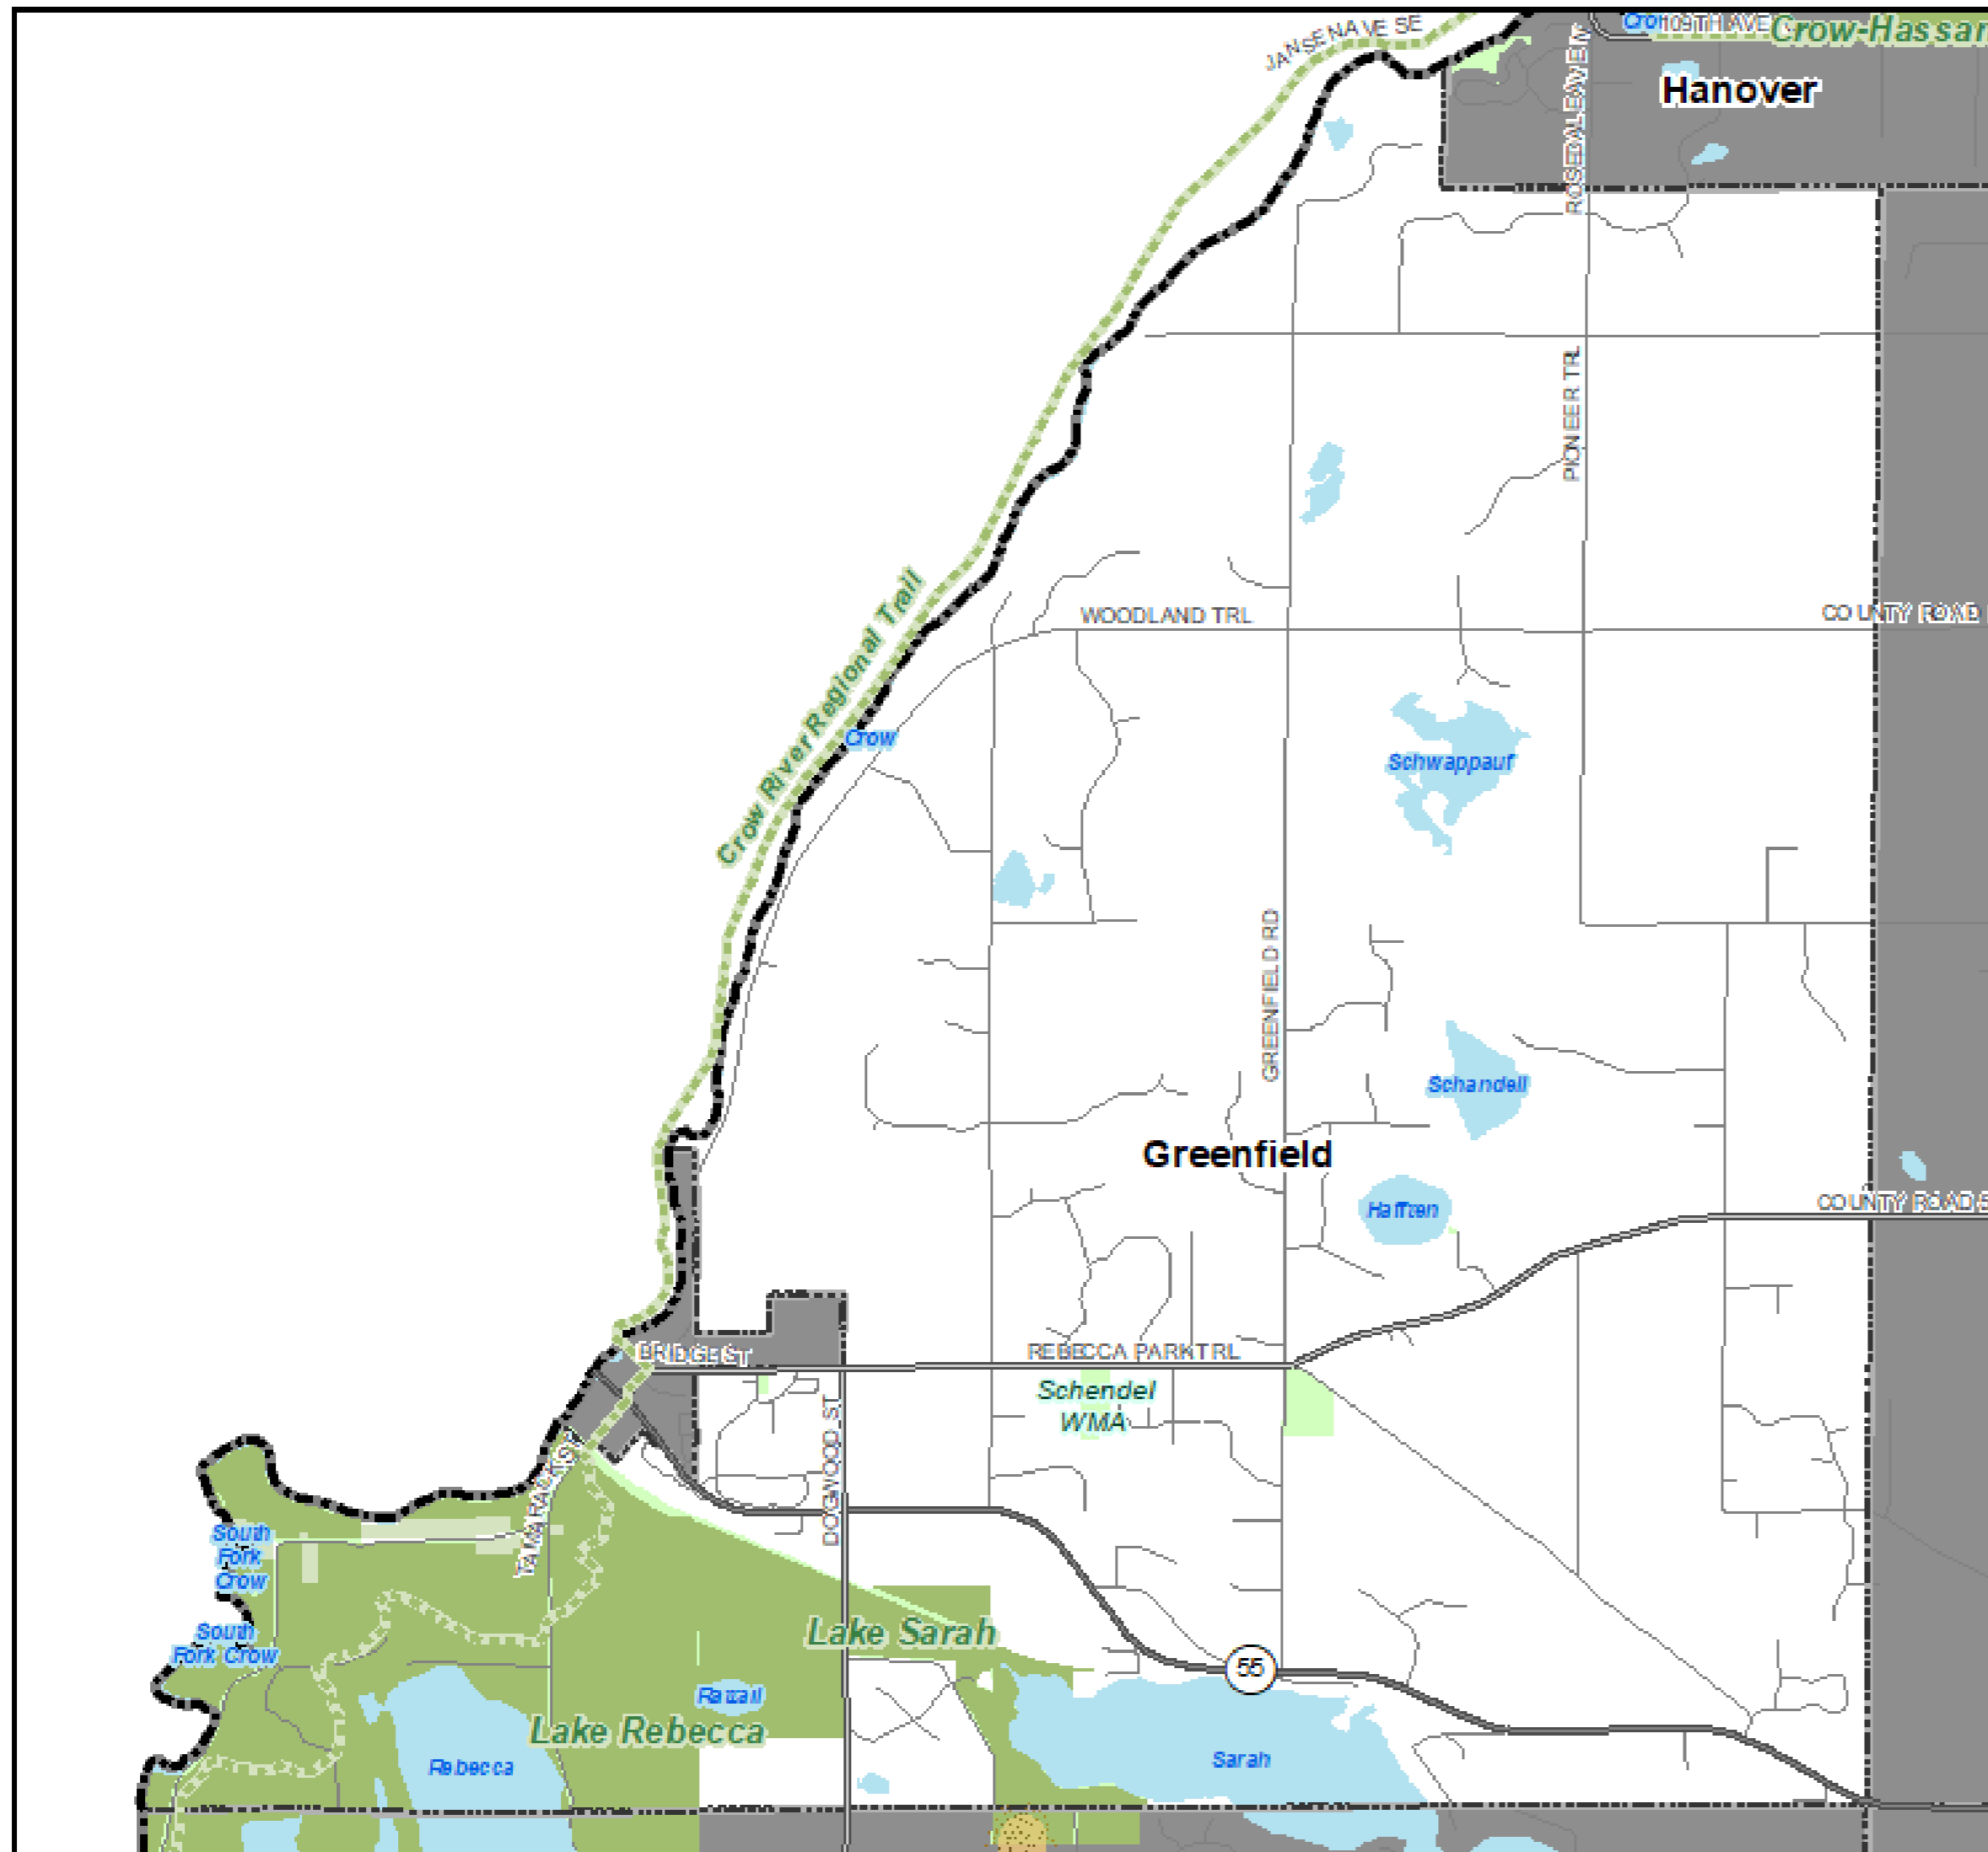 JANSEN AVE SE
Cro
109TH AVE
Crow-Hassan
Hanover
ROSEDALE AVE N
PIONEER TRL
Crow River Regional Trail
WOODLAND TRL
COUNTY ROAD
Crow
Schwappauf
GREENFIELD RD
Schandell
Greenfield
Hafften
COUNTY ROAD
BRIDGE ST
REBECCA PARK TRL
Schendel
WMA
DOGWOOD ST
TAMARACK ST
South
Fork
Crow
South
Fork Crow
Lake Sarah
55
Rattail
Lake Rebecca
Rebecca
Sarah